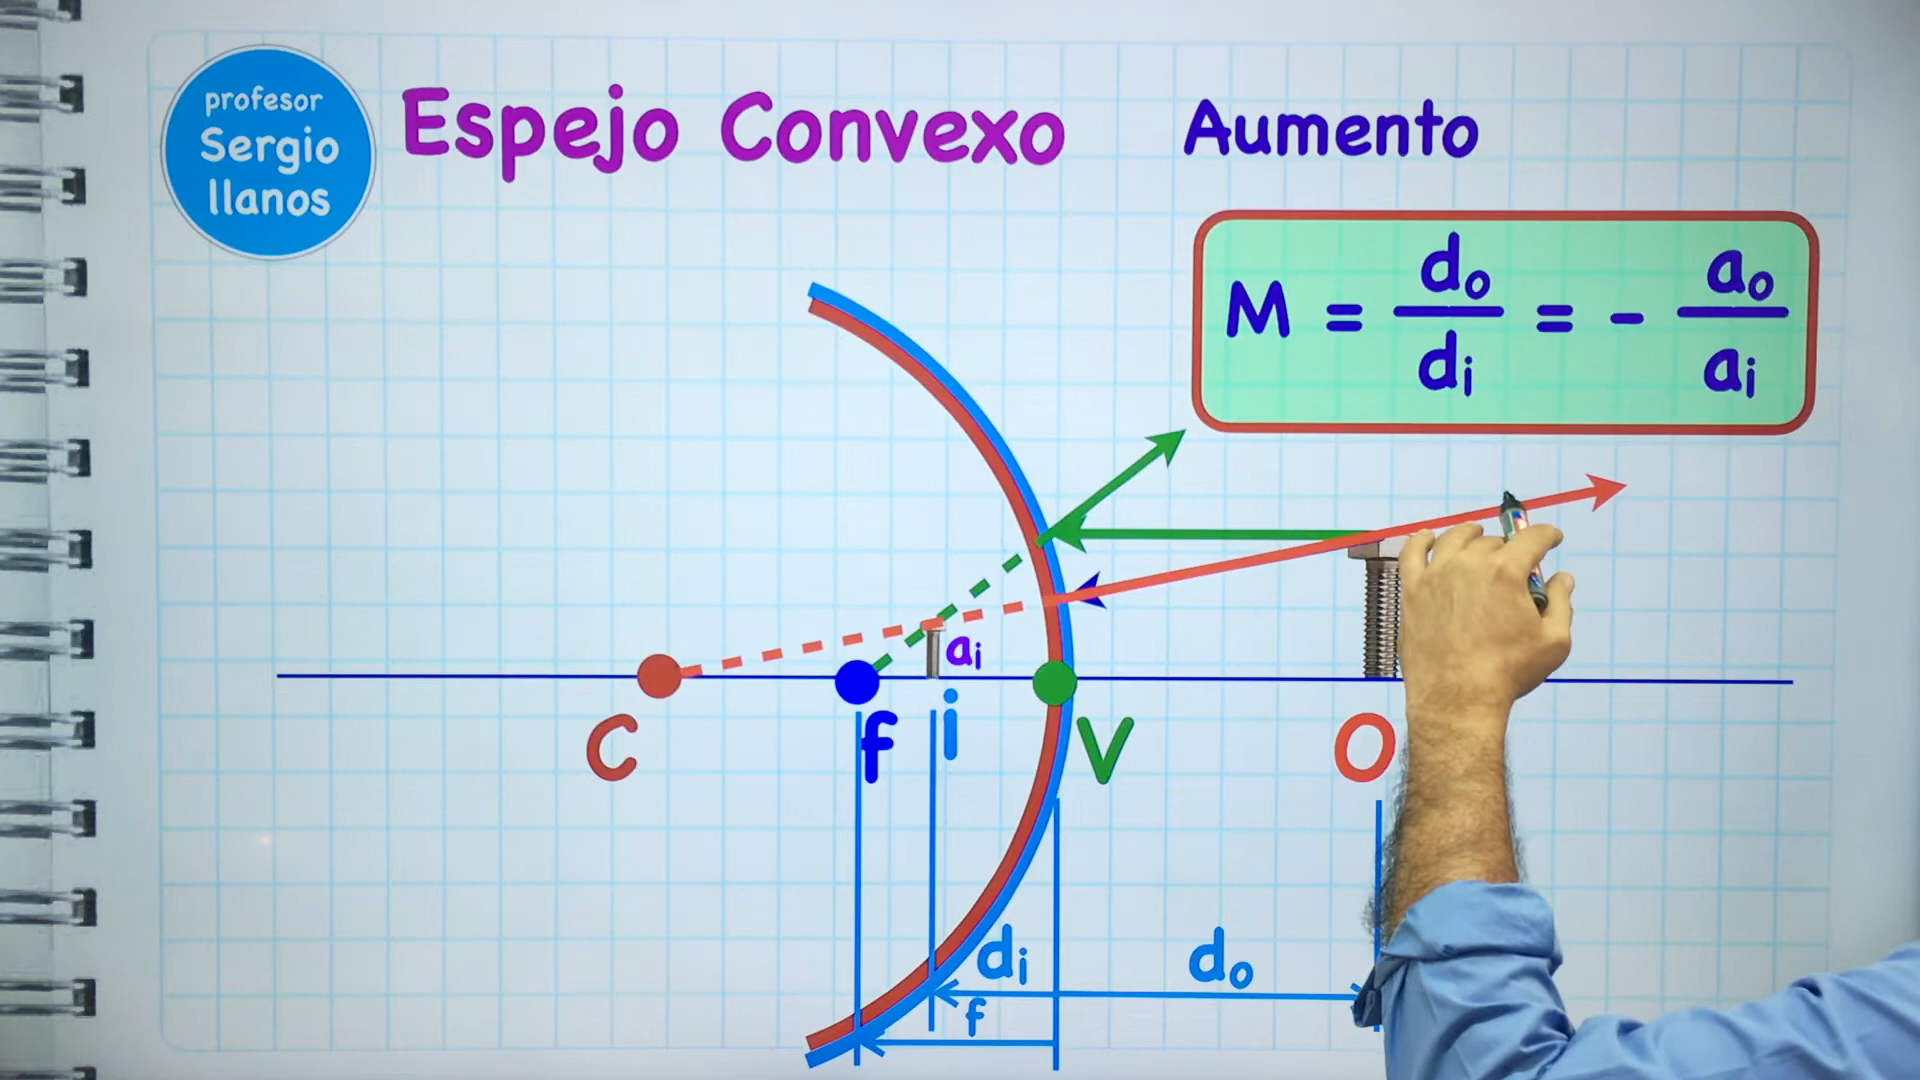 profesor
Sergio
llanos
Espejo Convexo
Aumento
M = do/di = - ao/ai
ai
C
f
i
V
O
di
do
f